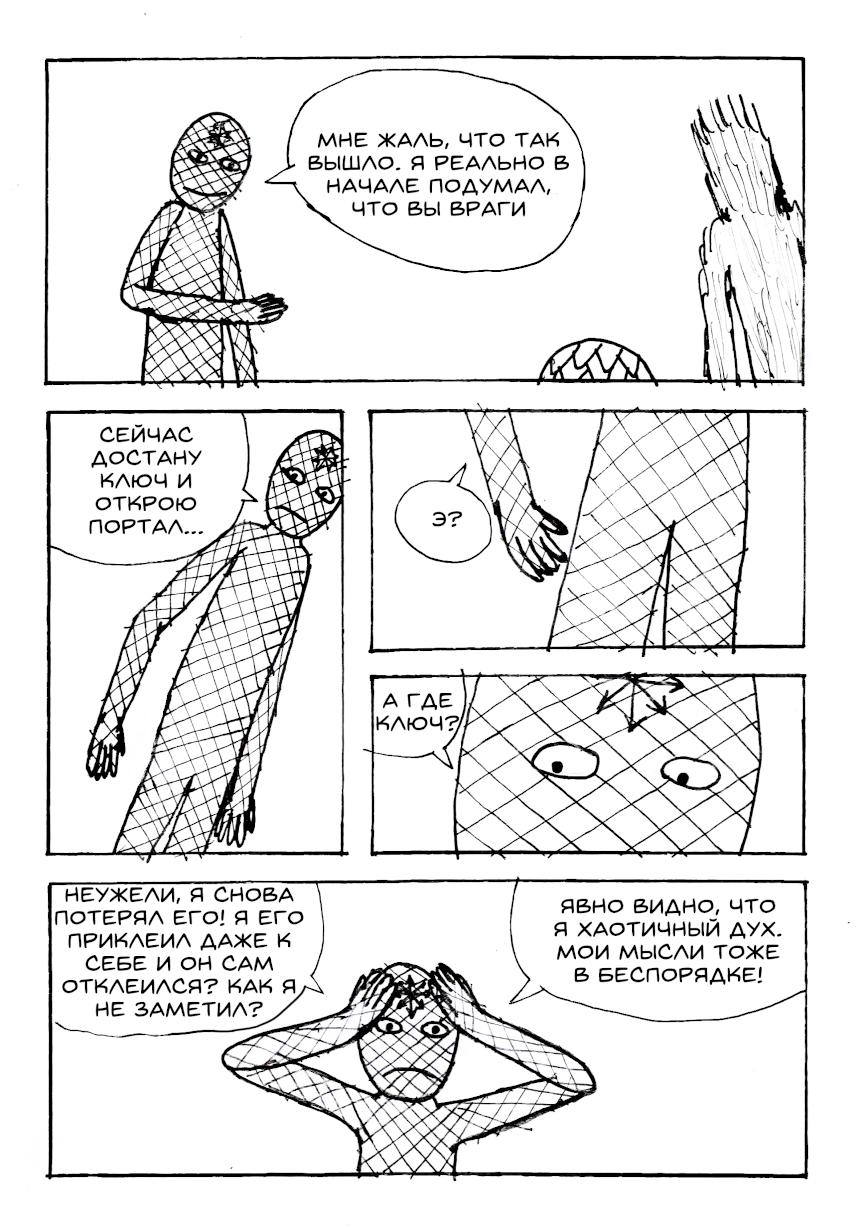 МНЕ ЖАЛЬ, ЧТО ТАК
ВЫШЛО. Я РЕАЛЬНО В
НАЧАЛЕ ПОДУМАЛ,
ЧТО ВЫ ВРАГИ
СЕЙЧАС
ДОСТАНУ
КЛЮЧ И
ОТКРОЮ
ПОРТАЛ...
Э?
А ГДЕ
КЛЮЧ?
НЕУЖЕЛИ, Я СНОВА
ПОТЕРЯЛ ЕГО! Я ЕГО
ПРИКЛЕИЛ ДАЖЕ К
СЕБЕ И ОН САМ
ОТКЛЕИЛСЯ? КАК Я
НЕ ЗАМЕТИЛ?
ЯВНО ВИДНО, ЧТО
Я ХАОТИЧНЫЙ ДУХ.
МОИ МЫСЛИ ТОЖЕ
В БЕСПОРЯДКЕ!